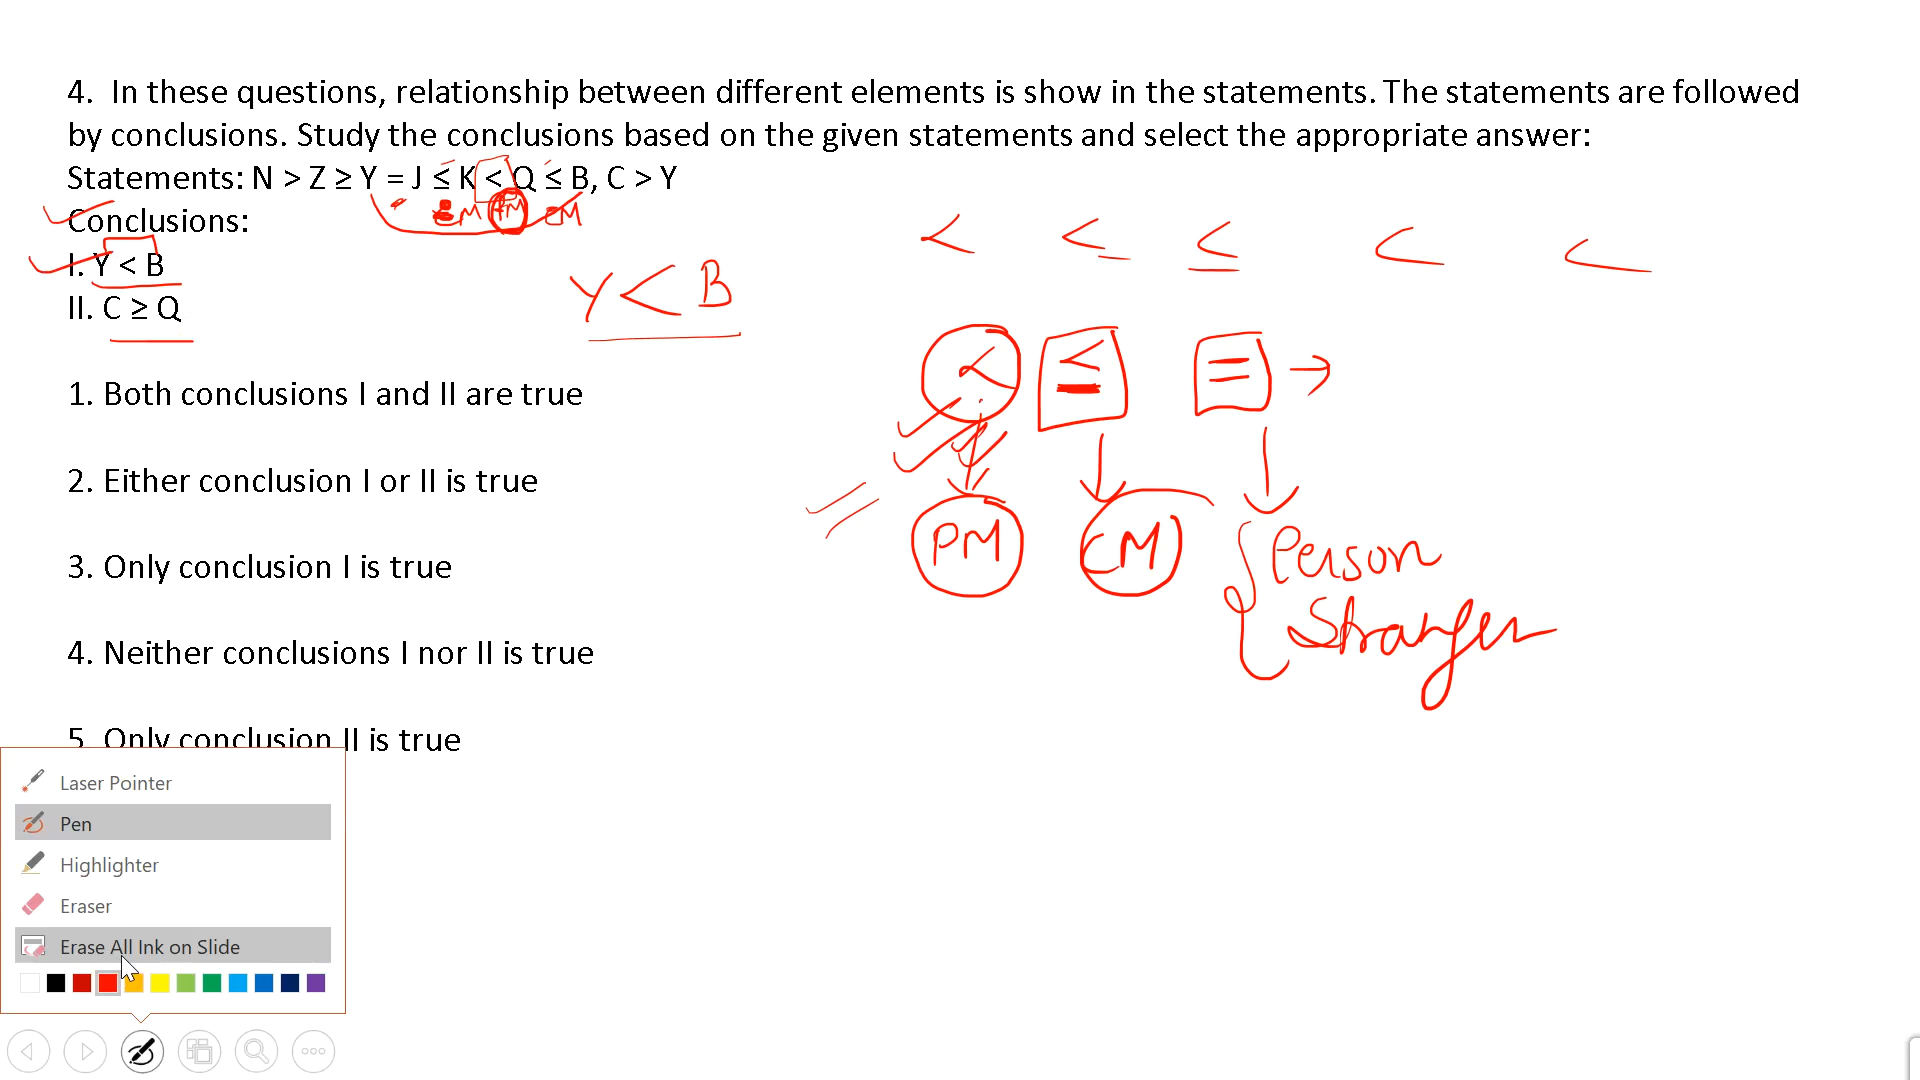 4. In these questions, relationship between different elements is show in the statements. The statements are followed
by conclusions. Study the conclusions based on the given statements and select the appropriate answer:
Statements: N > Z ≥ Y = J ≤ K < Q ≤ B, C > Y
CM PM CM
Conclusions:
I. Y < B
II. C ≥ Q
Y < B
< ≤ ≤ < <
< ≤ = →
PM CM Person
Stranger
1. Both conclusions I and II are true
2. Either conclusion I or II is true
3. Only conclusion I is true
4. Neither conclusions I nor II is true
5. Only conclusion II is true
Laser Pointer
Pen
Highlighter
Eraser
Erase All Ink on Slide